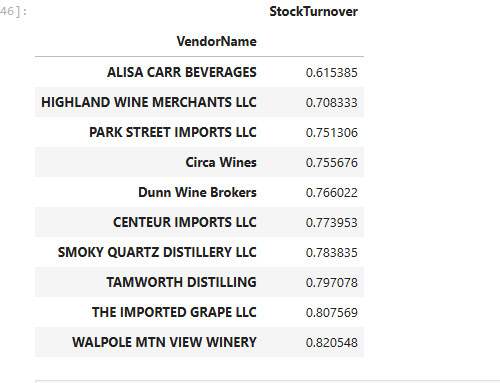 46]:
StockTurnover
VendorName
ALISA CARR BEVERAGES 0.615385
HIGHLAND WINE MERCHANTS LLC 0.708333
PARK STREET IMPORTS LLC 0.751306
Circa Wines 0.755676
Dunn Wine Brokers 0.766022
CENTEUR IMPORTS LLC 0.773953
SMOKY QUARTZ DISTILLERY LLC 0.783835
TAMWORTH DISTILLING 0.797078
THE IMPORTED GRAPE LLC 0.807569
WALPOLE MTN VIEW WINERY 0.820548